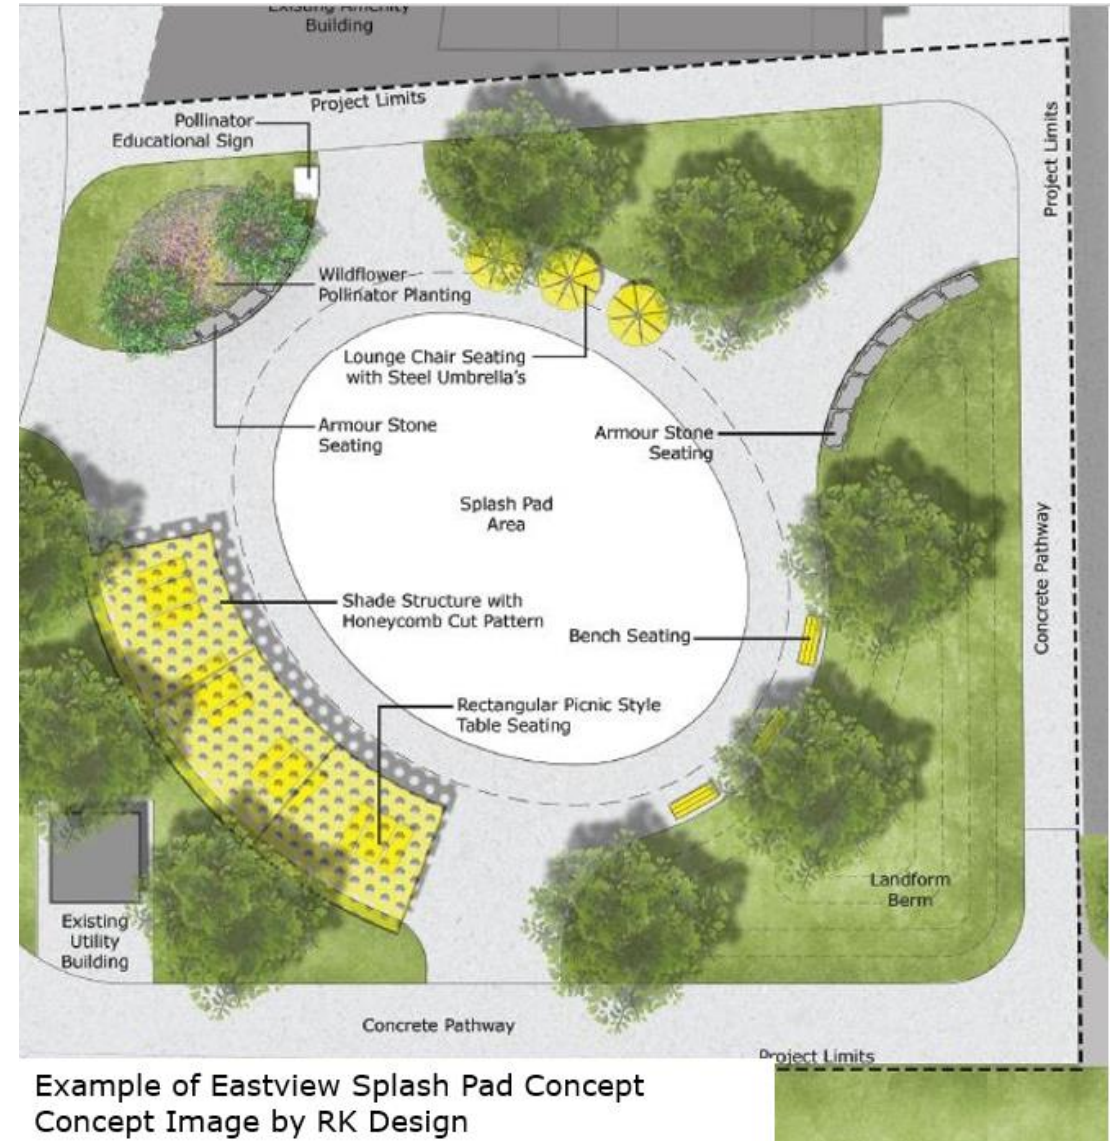 Existing Amenity
Building
Project Limits
Project Limits
Pollinator
Educational Sign
Wildflower
Pollinator Planting
Lounge Chair Seating
with Steel Umbrella's
Armour Stone
Seating
Armour Stone
Seating
Splash Pad
Area
Concrete Pathway
Shade Structure with
Honeycomb Cut Pattern
Bench Seating
Rectangular Picnic Style
Table Seating
Landform
Berm
Existing
Utility
Building
Concrete Pathway
Project Limits
Example of Eastview Splash Pad Concept
Concept Image by RK Design